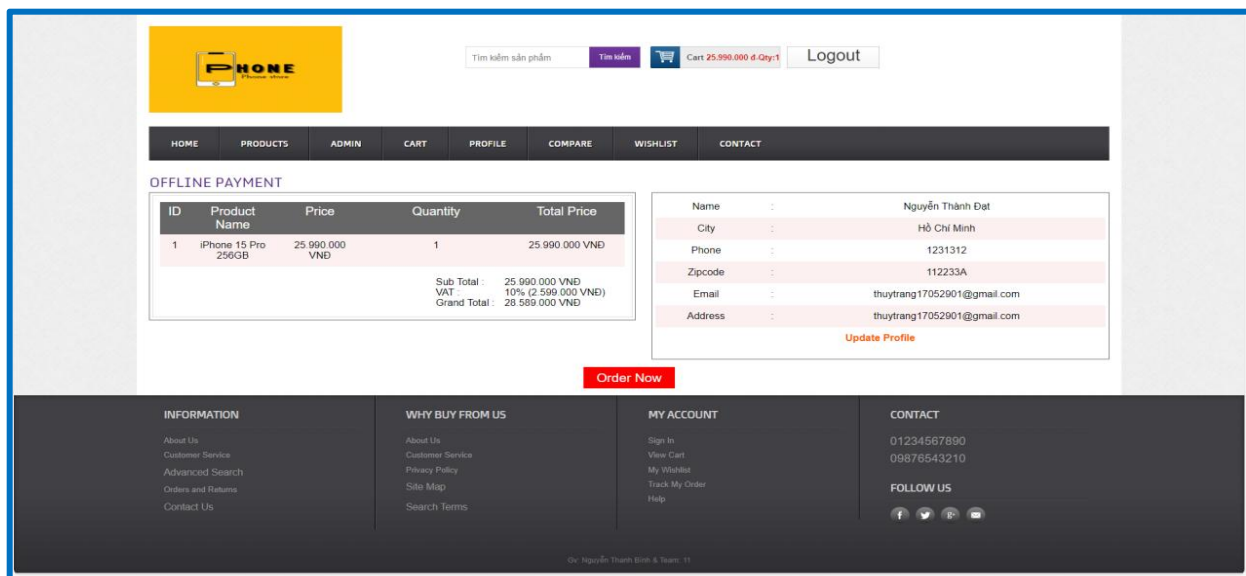 PHONE
Phone store
Tìm kiếm sản phẩm
Tìm kiếm
Cart 25.990.000 đ-Qty:1
Logout
HOME PRODUCTS ADMIN CART PROFILE COMPARE WISHLIST CONTACT
OFFLINE PAYMENT
ID Product Name Price Quantity Total Price
1 iPhone 15 Pro 256GB 25.990.000 VNĐ 1 25.990.000 VNĐ
Sub Total : 25.990.000 VNĐ
VAT : 10% (2.599.000 VNĐ)
Grand Total : 28.589.000 VNĐ
Name : Nguyễn Thành Đạt
City : Hồ Chí Minh
Phone : 1231312
Zipcode : 112233A
Email : thuytrang17052901@gmail.com
Address : thuytrang17052901@gmail.com
Update Profile
Order Now
INFORMATION
About Us
Customer Service
Advanced Search
Orders and Returns
Contact Us
WHY BUY FROM US
About Us
Customer Service
Privacy Policy
Site Map
Search Terms
MY ACCOUNT
Sign In
View Cart
My Wishlist
Track My Order
Help
CONTACT
01234567890
09876543210
FOLLOW US
Gv: Nguyễn Thanh Bình & Team: 11